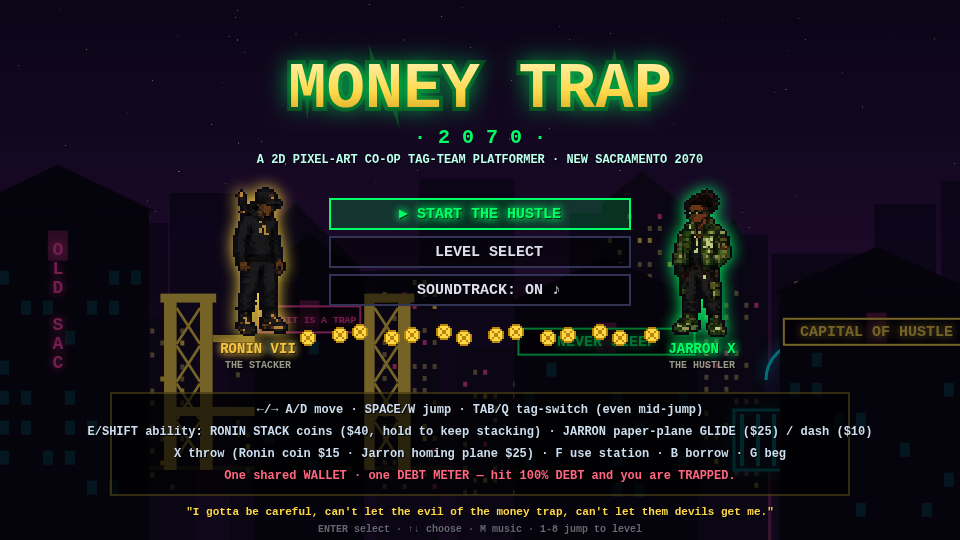 MONEY TRAP
· 2070 ·
A 2D PIXEL-ART CO-OP TAG-TEAM PLATFORMER · NEW SACRAMENTO 2070
▶ START THE HUSTLE
LEVEL SELECT
SOUNDTRACK: ON ♪
OLD SAC
IT IS A TRAP
NEVER
CAPITAL OF HUSTLE
RONIN VII
THE STACKER
JARRON X
THE HUSTLER
←/→ A/D move · SPACE/W jump · TAB/Q tag-switch (even mid-jump)
E/SHIFT ability: RONIN STACK coins ($40, hold to keep stacking) · JARRON paper-plane GLIDE ($25) / dash ($10)
X throw (Ronin coin $15 · Jarron homing plane $25) · F use station · B borrow · G beg
One shared WALLET · one DEBT METER — hit 100% DEBT and you are TRAPPED.
"I gotta be careful, can't let the evil of the money trap, can't let them devils get me."
ENTER select · ↑↓ choose · M music · 1-8 jump to level